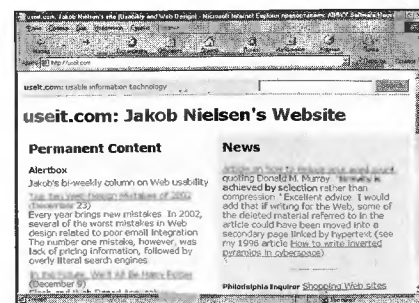 useit.com: Jakob Nielsen's site (Usability and Web Design) - Microsoft Internet Explorer
http://useit.com
useit.com: usable information technology
useit.com: Jakob Nielsen's Website
Permanent Content
Alertbox
Jakob's bi-weekly column on Web usability
Top ten Web Design Mistakes of 2002
(December 23)
Every year brings new mistakes. In 2002,
several of the worst mistakes in Web
design related to poor email integration
The number one mistake, however, was
lack of pricing information, followed by
overly literal search engines
In the Future, We'll All Be Harry Potter
(December 9)
News
quoting Donald M. Murray:
achieved by selection rather than
compression " Excellent advice I would
add that if writing for the Web, some of
the deleted material referred to in the
article could have been moved into a
secondary page linked by hypertext (see
my 1996 article How to write inverted
pyramids in cyberspace)
Philadelphia Inquirer Shopping Web sites